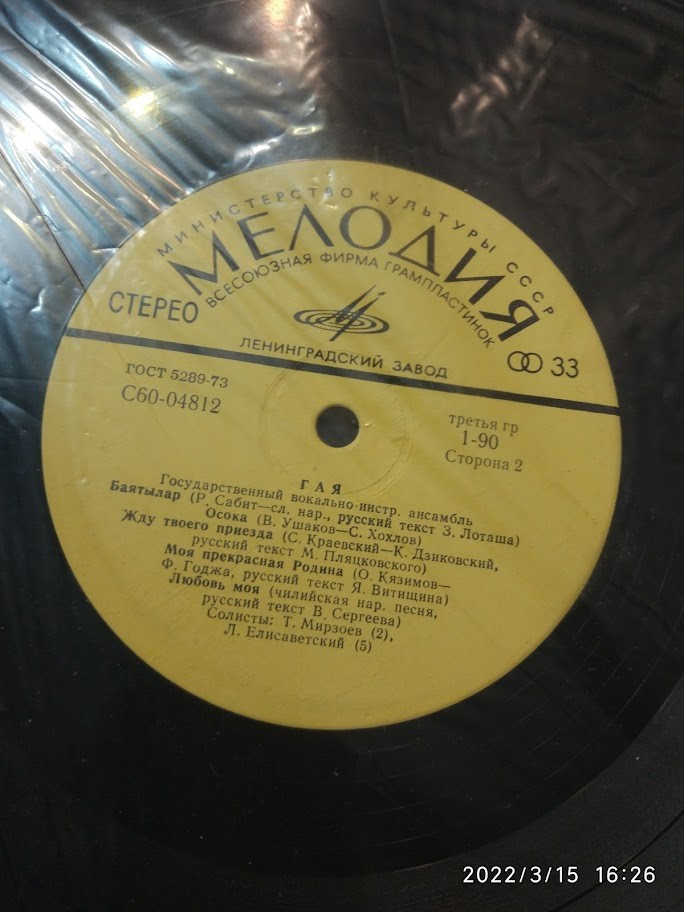 МИНИСТЕРСТВО КУЛЬТУРЫ СССР
МЕЛОДИЯ
ВСЕСОЮЗНАЯ ФИРМА ГРАМПЛАСТИНОК
СТЕРЕО
ЛЕНИНГРАДСКИЙ ЗАВОД
33
ГОСТ 5289-73
С60-04812
третья гр
1-90
Сторона 2
ГАЯ
Государственный вокально-инстр. ансамбль
Баятылар (Р. Сабит—сл. нар., русский текст З. Лоташа)
Осока (В. Ушаков—С. Хохлов)
Жду твоего приезда (С. Краевский—К. Дзиковский,
русский текст М. Пляцковского)
Моя прекрасная Родина (О. Кязимов—
Ф. Годжа, русский текст Я. Витищина)
Любовь моя (чилийская нар. песня,
русский текст В. Сергеева)
Солисты: Т. Мирзоев (2),
Л. Елисаветский (5)
2022/3/15 16:26